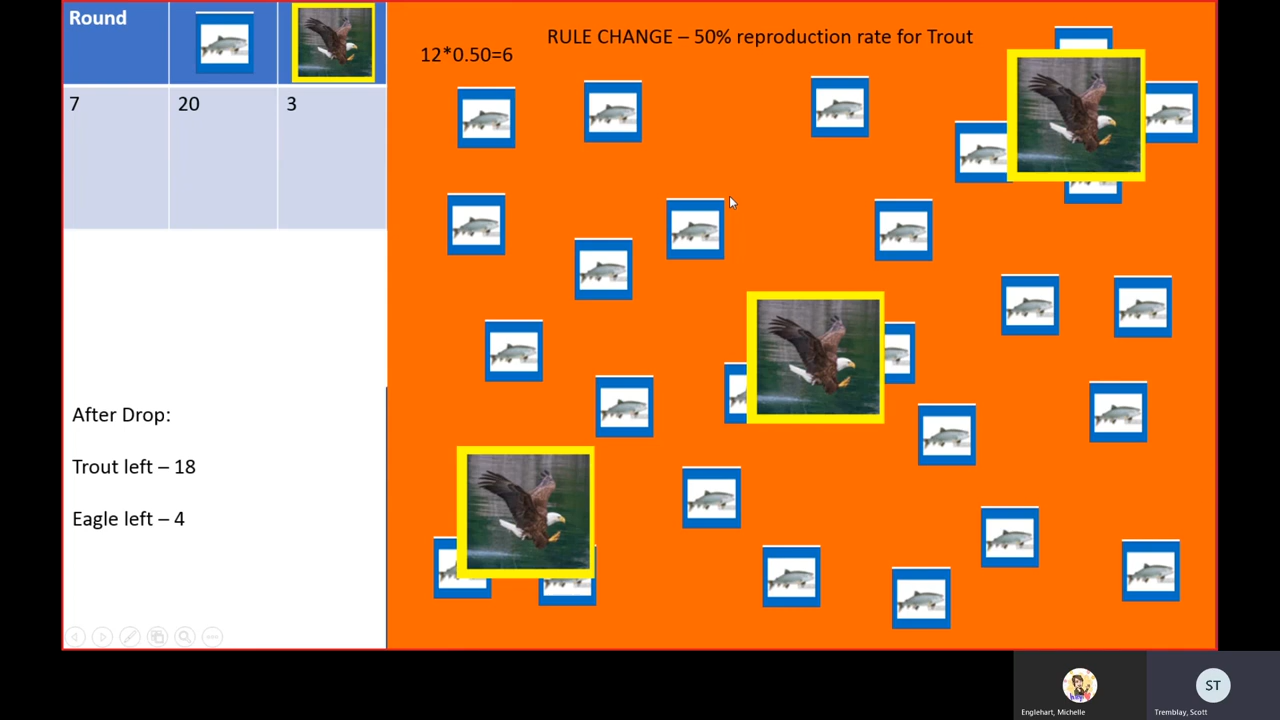 Round
7 20 3
RULE CHANGE – 50% reproduction rate for Trout
12*0.50=6
After Drop:
Trout left – 18
Eagle left – 4
Englehart, Michelle
ST
Tremblay, Scott